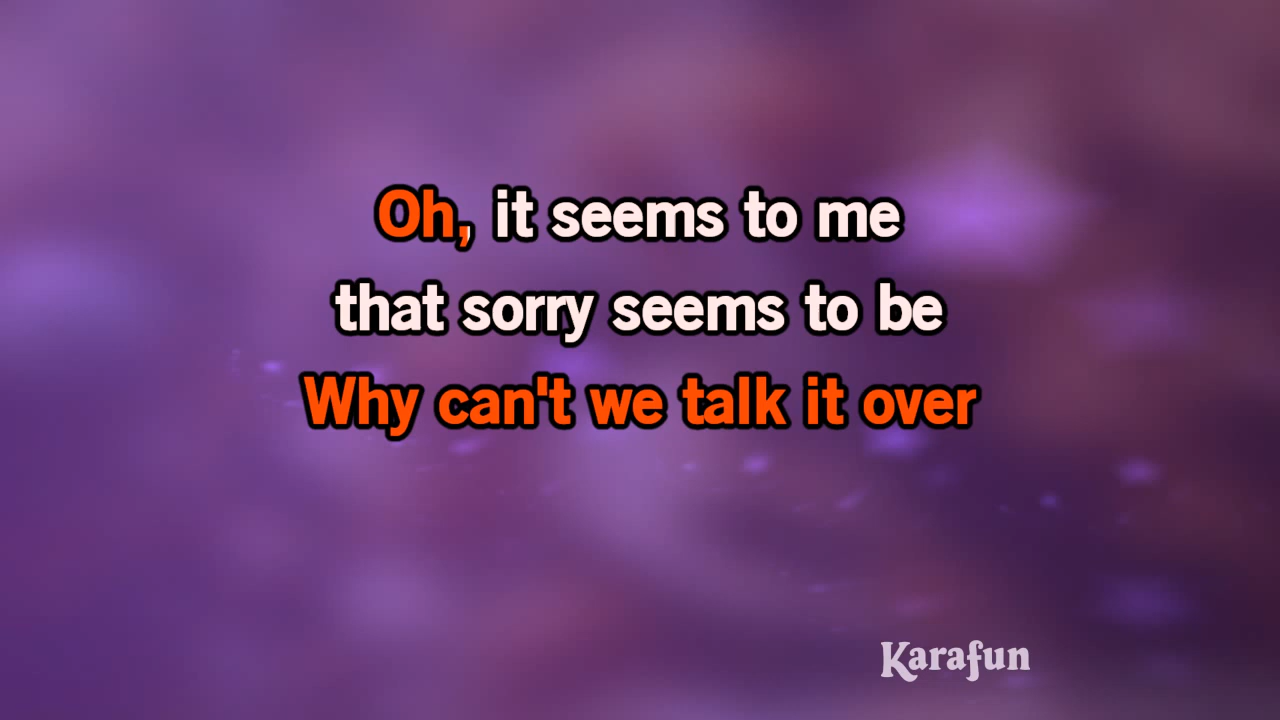 Oh, it seems to me
that sorry seems to be
Why can't we talk it over
Karafun